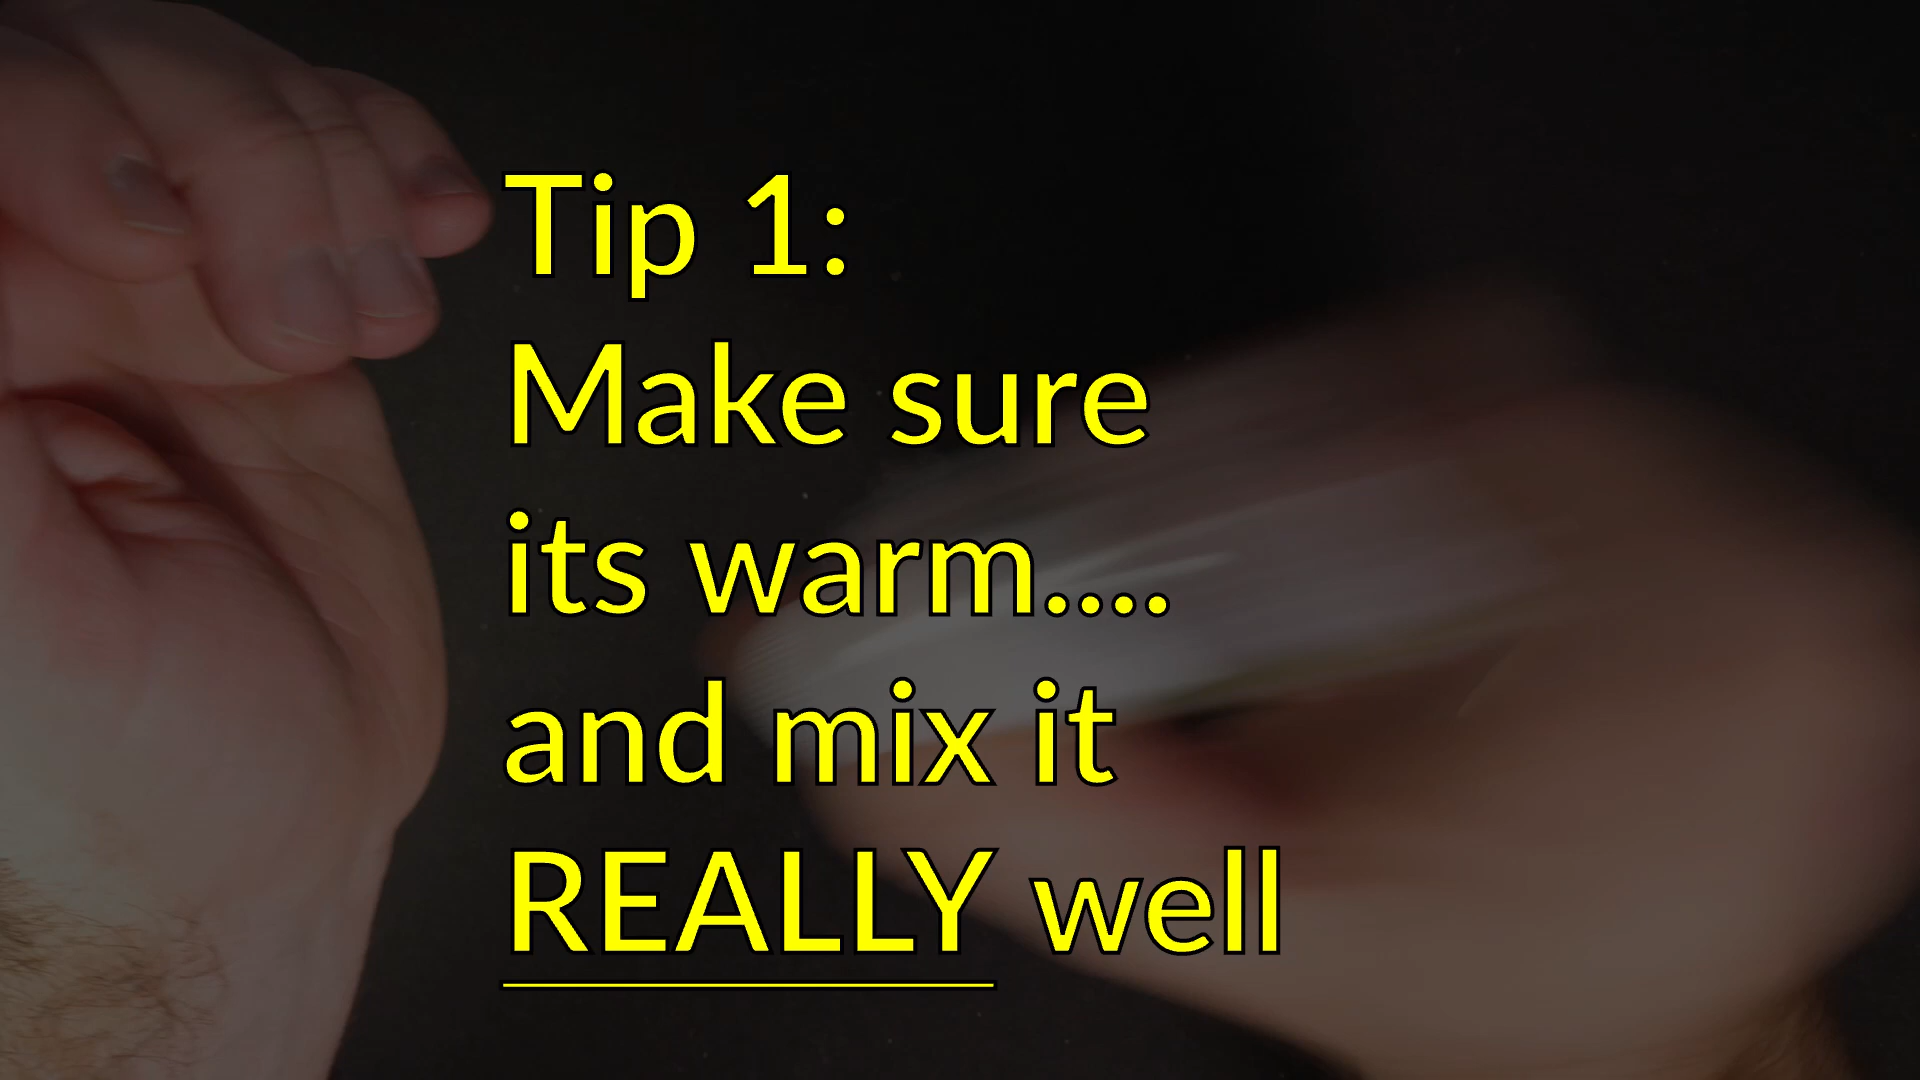 Tip 1:
Make sure
its warm....
and mix it
REALLY well